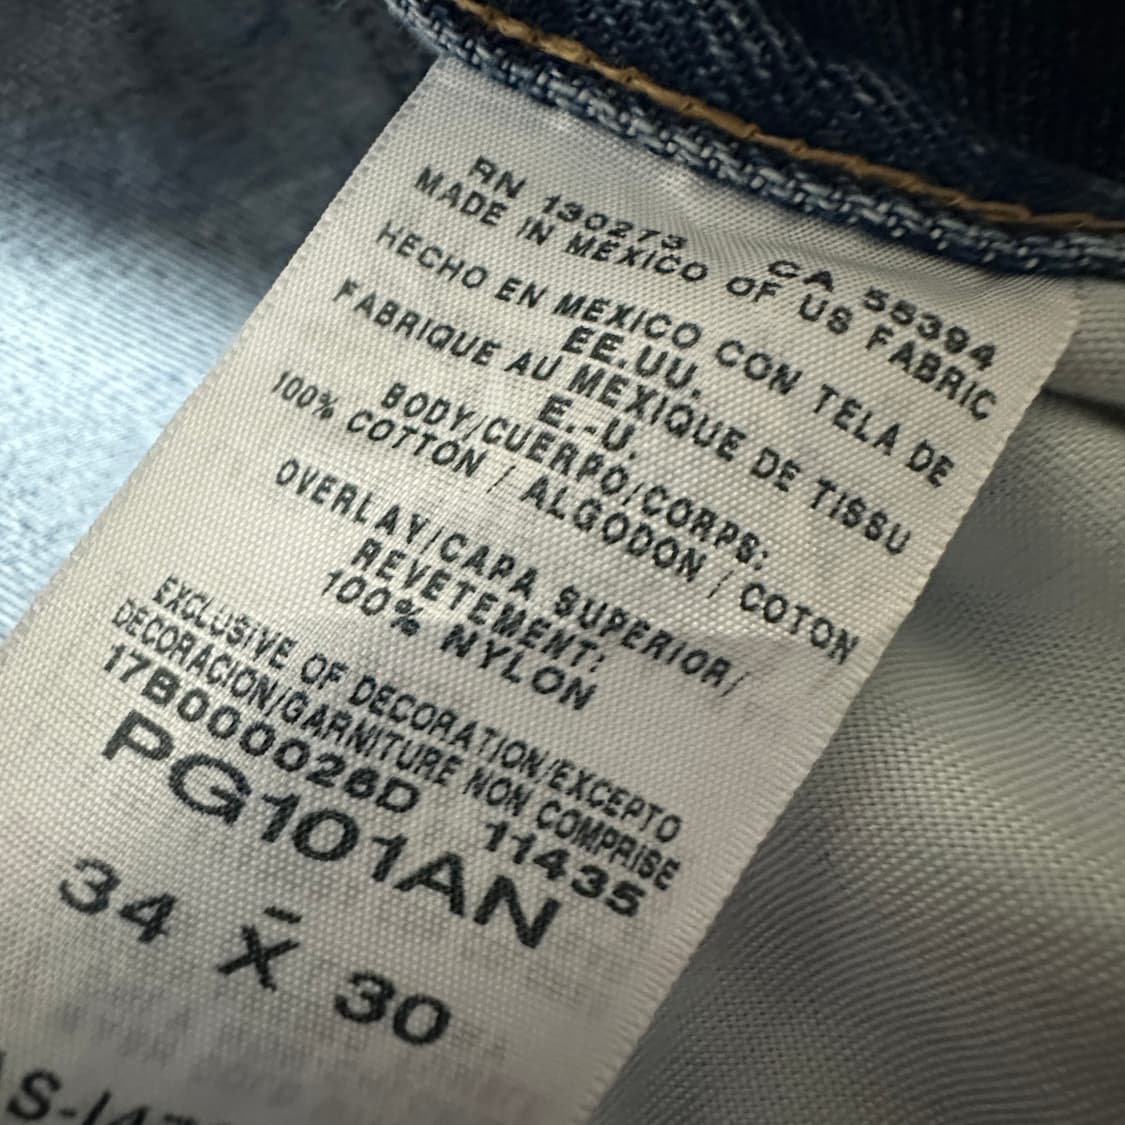 RN 130273 CA 55394
MADE IN MEXICO OF US FABRIC
HECHO EN MEXICO CON TELA DE
EE.UU.
FABRIQUE AU MEXIQUE DE TISSU
E.-U.
BODY/CUERPO/CORPS:
100% COTTON / ALGODON / COTON
OVERLAY/CAPA SUPERIOR/
REVETEMENT:
100% NYLON
EXCLUSIVE OF DECORATION/EXCEPTO
DECORACION/GARNITURE NON COMPRISE
17B000026D 11435
PG101AN
-
34 X 30